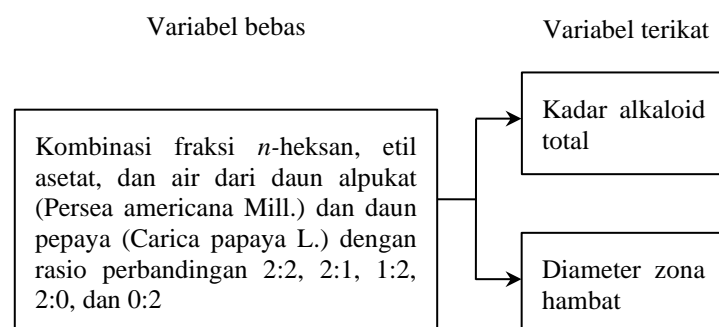 Variabel bebas
Variabel terikat
Kombinasi fraksi n-heksan, etil
asetat, dan air dari daun alpukat
(Persea americana Mill.) dan daun
pepaya (Carica papaya L.) dengan
rasio perbandingan 2:2, 2:1, 1:2,
2:0, dan 0:2
Kadar alkaloid
total
Diameter zona
hambat